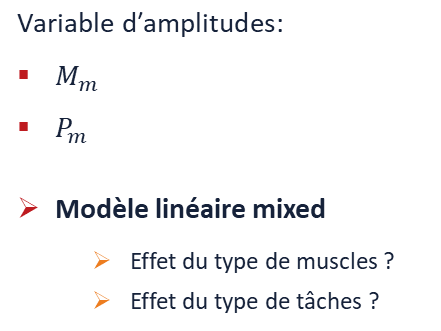 Variable d’amplitudes:
▪ Mₘ
▪ Pₘ
➢ Modèle linéaire mixed
➢ Effet du type de muscles ?
➢ Effet du type de tâches ?